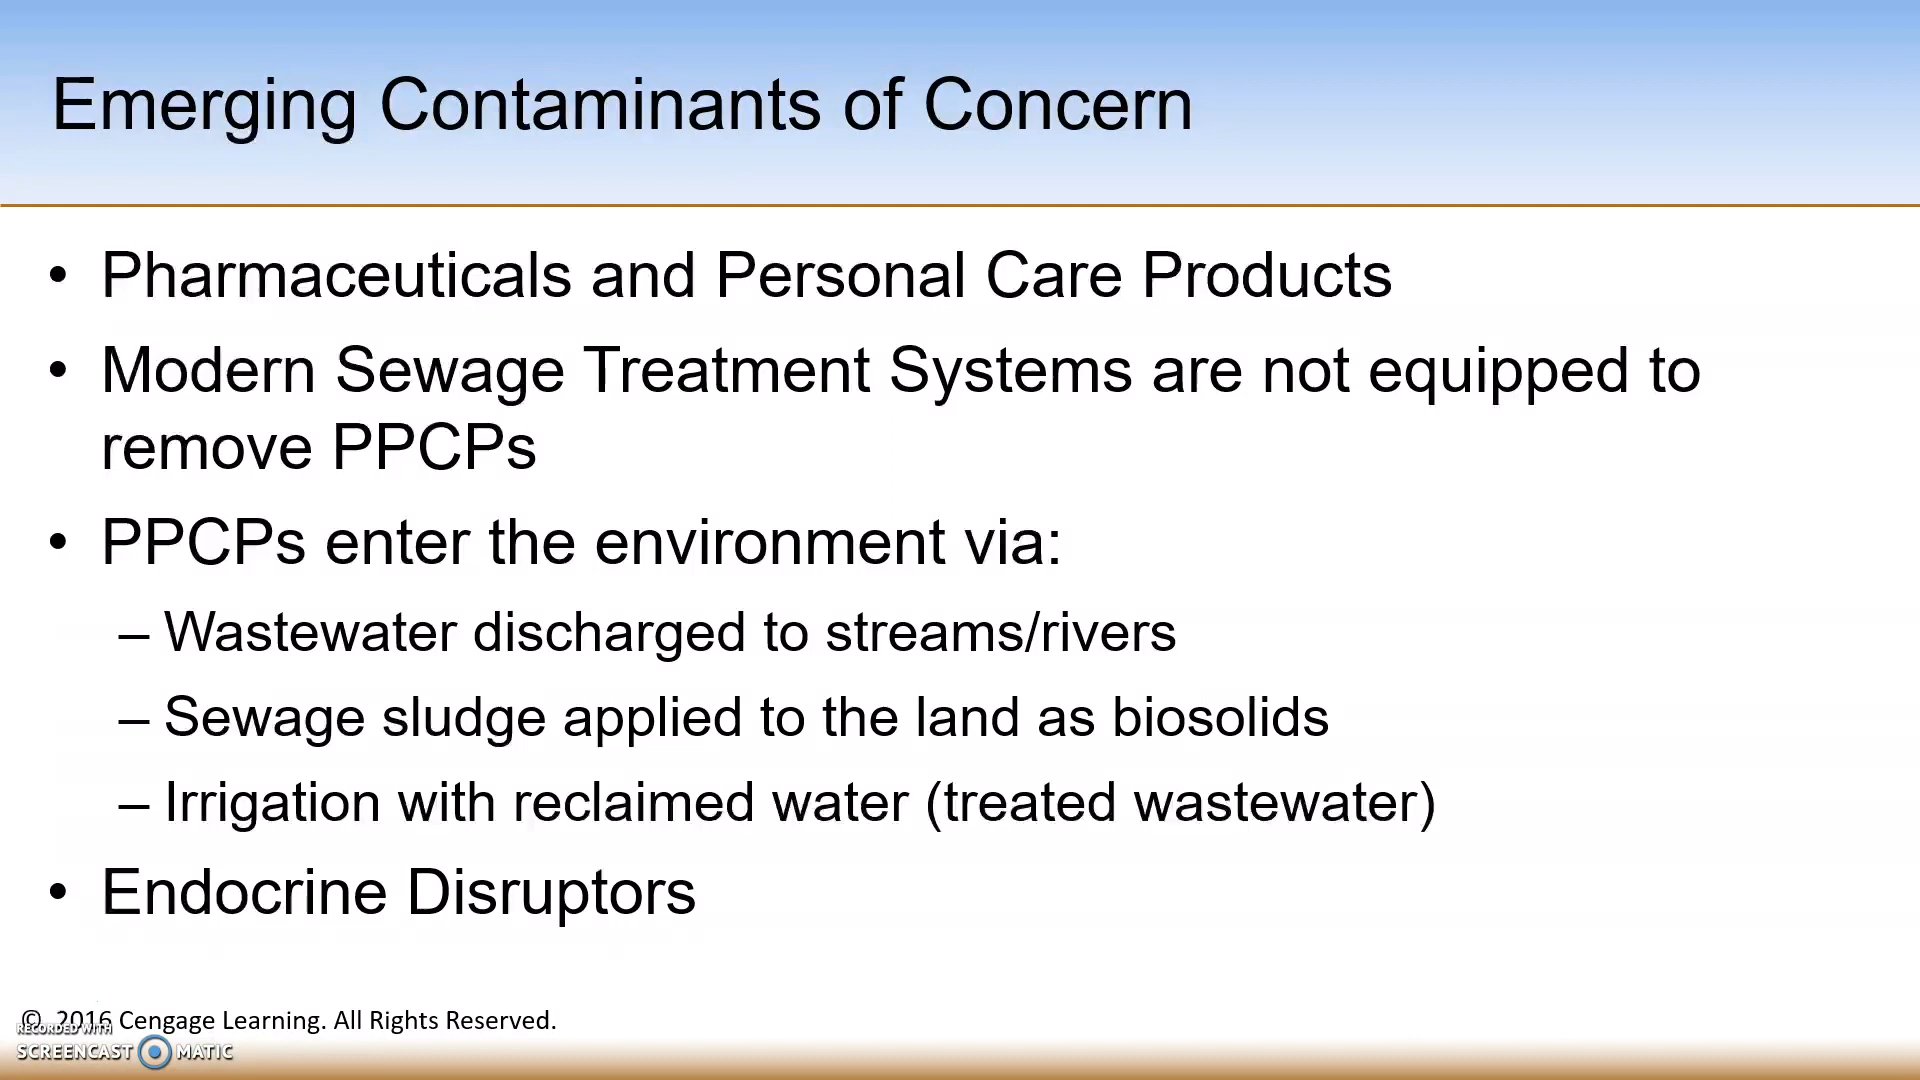 Emerging Contaminants of Concern
• Pharmaceuticals and Personal Care Products
• Modern Sewage Treatment Systems are not equipped to
remove PPCPs
• PPCPs enter the environment via:
– Wastewater discharged to streams/rivers
– Sewage sludge applied to the land as biosolids
– Irrigation with reclaimed water (treated wastewater)
• Endocrine Disruptors
© 2016 Cengage Learning. All Rights Reserved.
RECORDED WITH
SCREENCAST MATIC